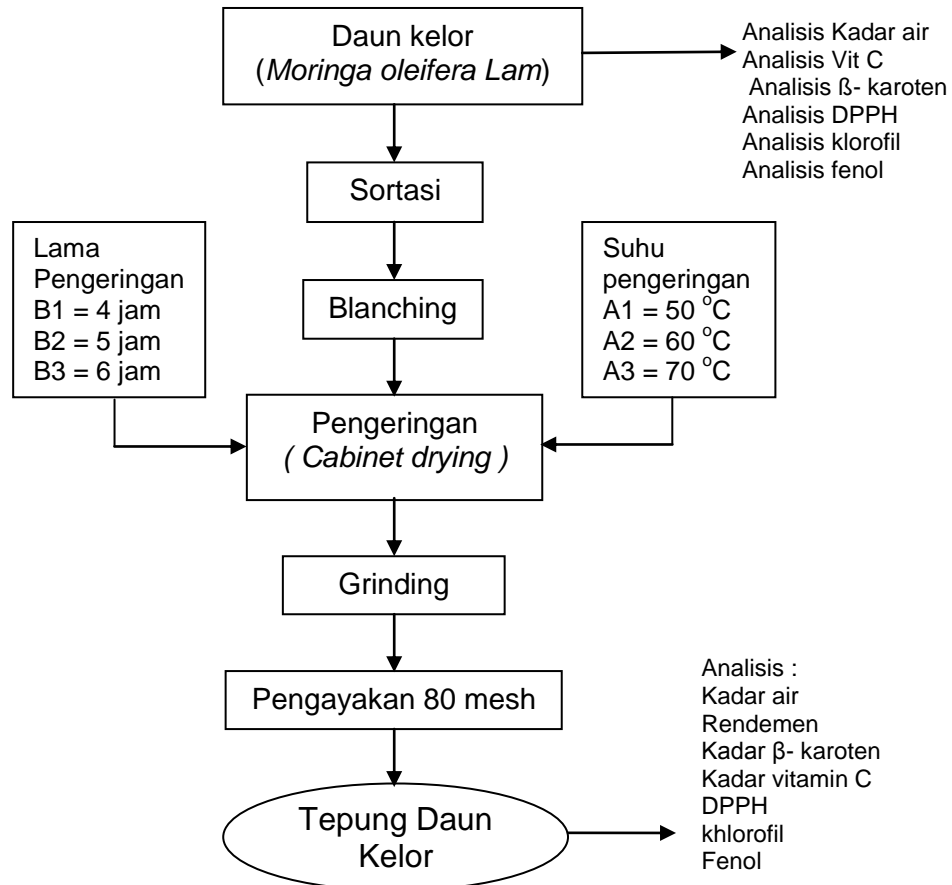 Daun kelor
(Moringa oleifera Lam)
Analisis Kadar air
Analisis Vit C
Analisis ß- karoten
Analisis DPPH
Analisis klorofil
Analisis fenol
Sortasi
Lama
Pengeringan
B1 = 4 jam
B2 = 5 jam
B3 = 6 jam
Blanching
Suhu
pengeringan
A1 = 50 °C
A2 = 60 °C
A3 = 70 °C
Pengeringan
( Cabinet drying )
Grinding
Pengayakan 80 mesh
Tepung Daun
Kelor
Analisis :
Kadar air
Rendemen
Kadar β- karoten
Kadar vitamin C
DPPH
khlorofil
Fenol